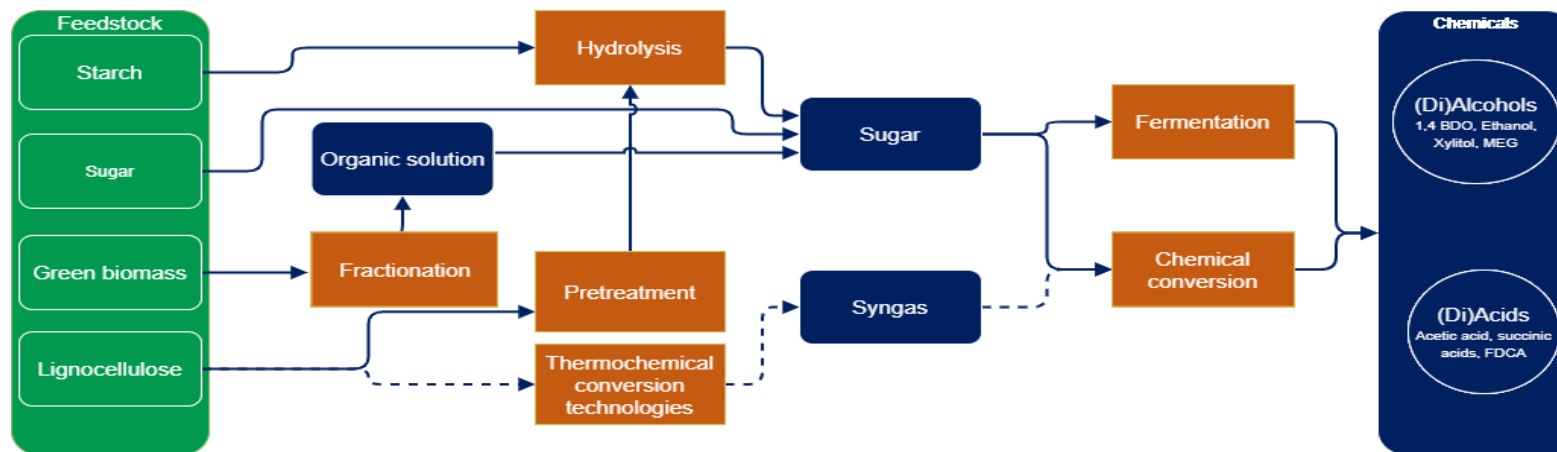 Feedstock
Starch
Sugar
Green biomass
Lignocellulose
Hydrolysis
Organic solution
Fractionation
Pretreatment
Thermochemical
conversion
technologies
Sugar
Syngas
Fermentation
Chemical
conversion
Chemicals
(Di)Alcohols
1,4 BDO, Ethanol,
Xylitol, MEG
(Di)Acids
Acetic acid, succinic
acids, FDCA